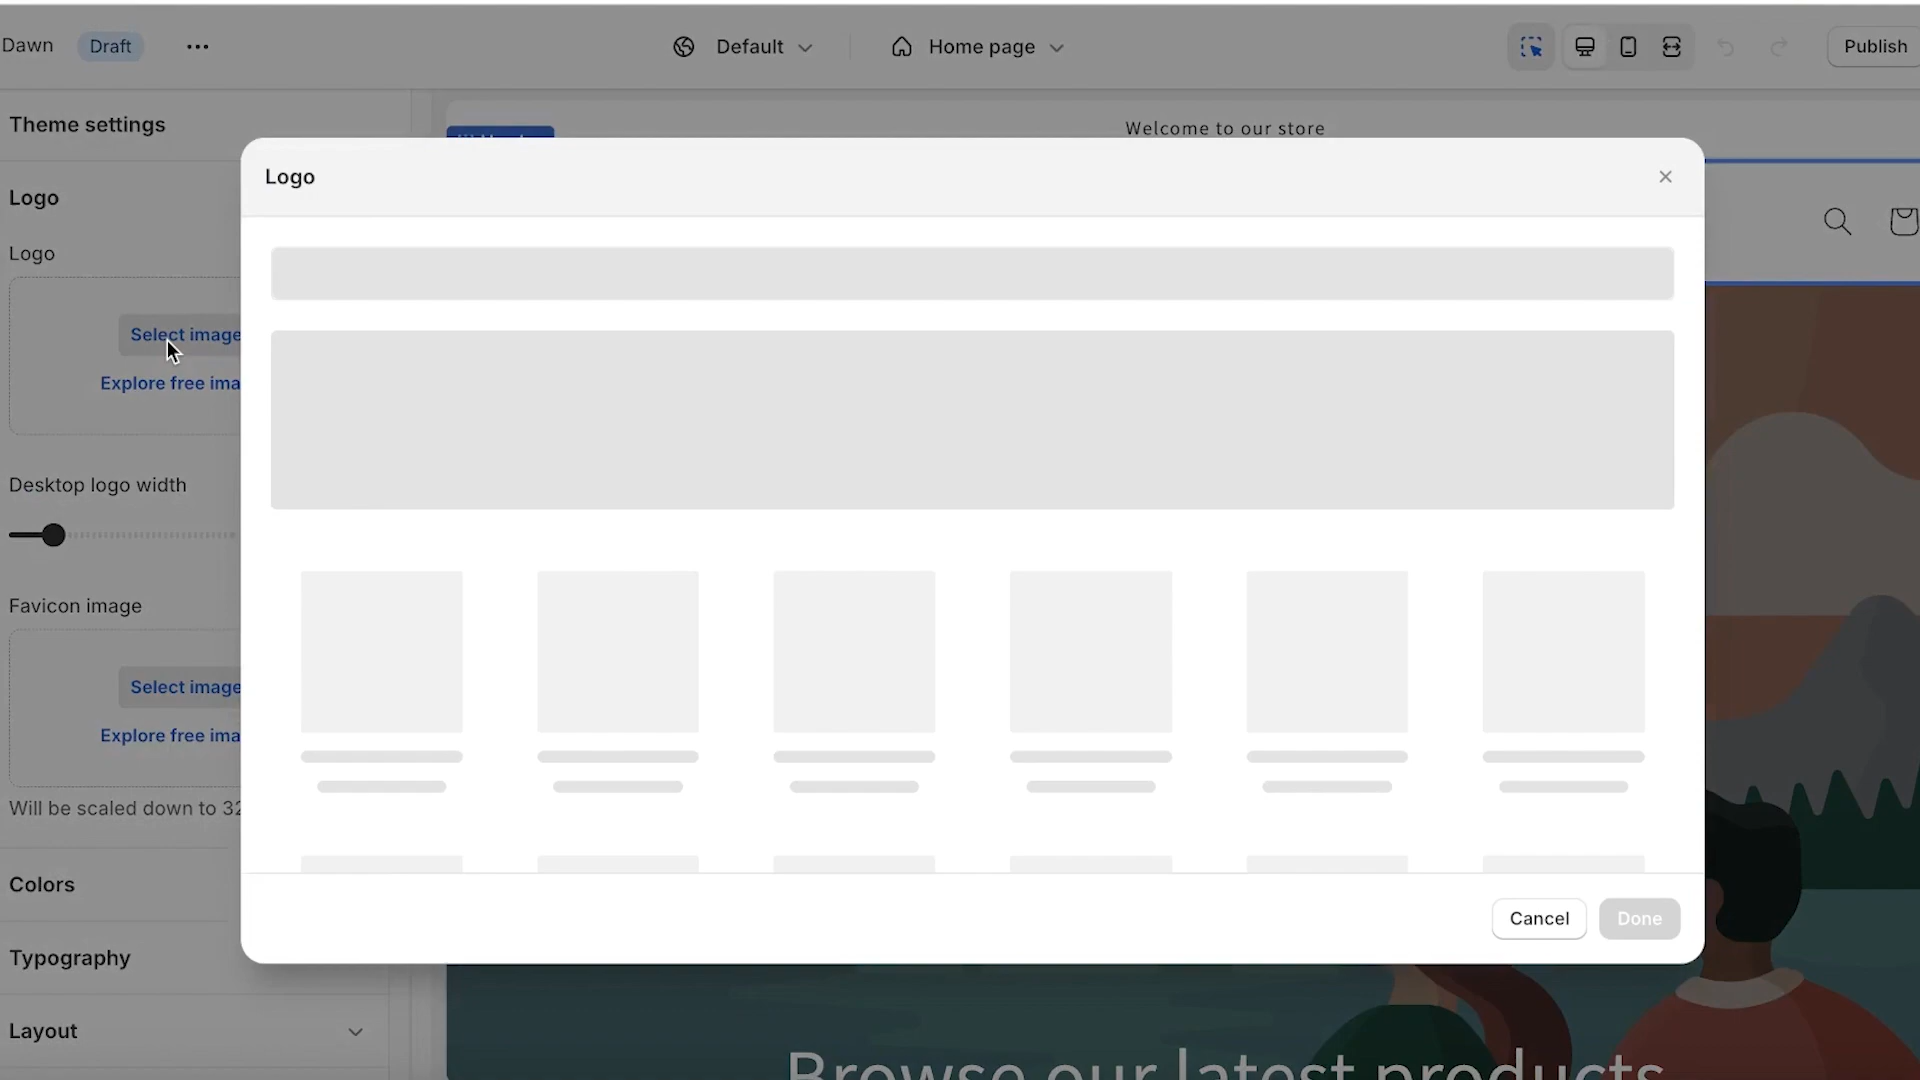 Dawn Draft
Default Home page Publish
Theme settings
Welcome to our store
Logo
Logo
Logo
Select image
Explore free ima
Desktop logo width
Favicon image
Select image
Explore free ima
Will be scaled down to 32
Colors
Cancel Done
Typography
Layout
Browse our latest products